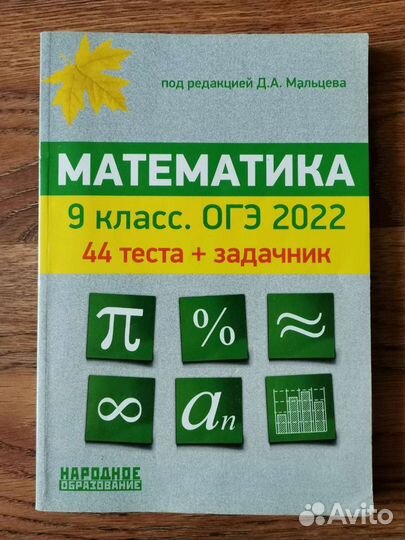 под редакцией Д.А. Мальцева
МАТЕМАТИКА
9 класс. ОГЭ 2022
44 теста + задачник
π % ≈
∞ aₙ
НАРОДНОЕ
ОБРАЗОВАНИЕ
Avito